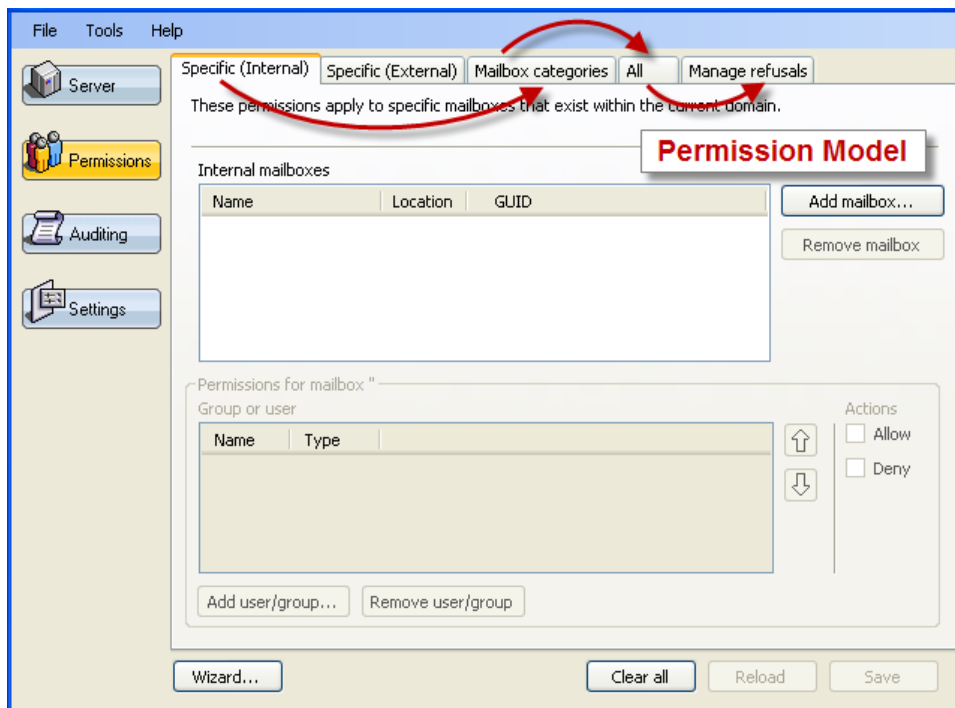 File Tools Help
Server
Permissions
Auditing
Settings
Specific (Internal) Specific (External) Mailbox categories All Manage refusals
These permissions apply to specific mailboxes that exist within the current domain.
Permission Model
Internal mailboxes
Name Location GUID
Add mailbox...
Remove mailbox
Permissions for mailbox "
Group or user
Name Type
Actions
Allow
Deny
Add user/group... Remove user/group
Wizard... Clear all Reload Save